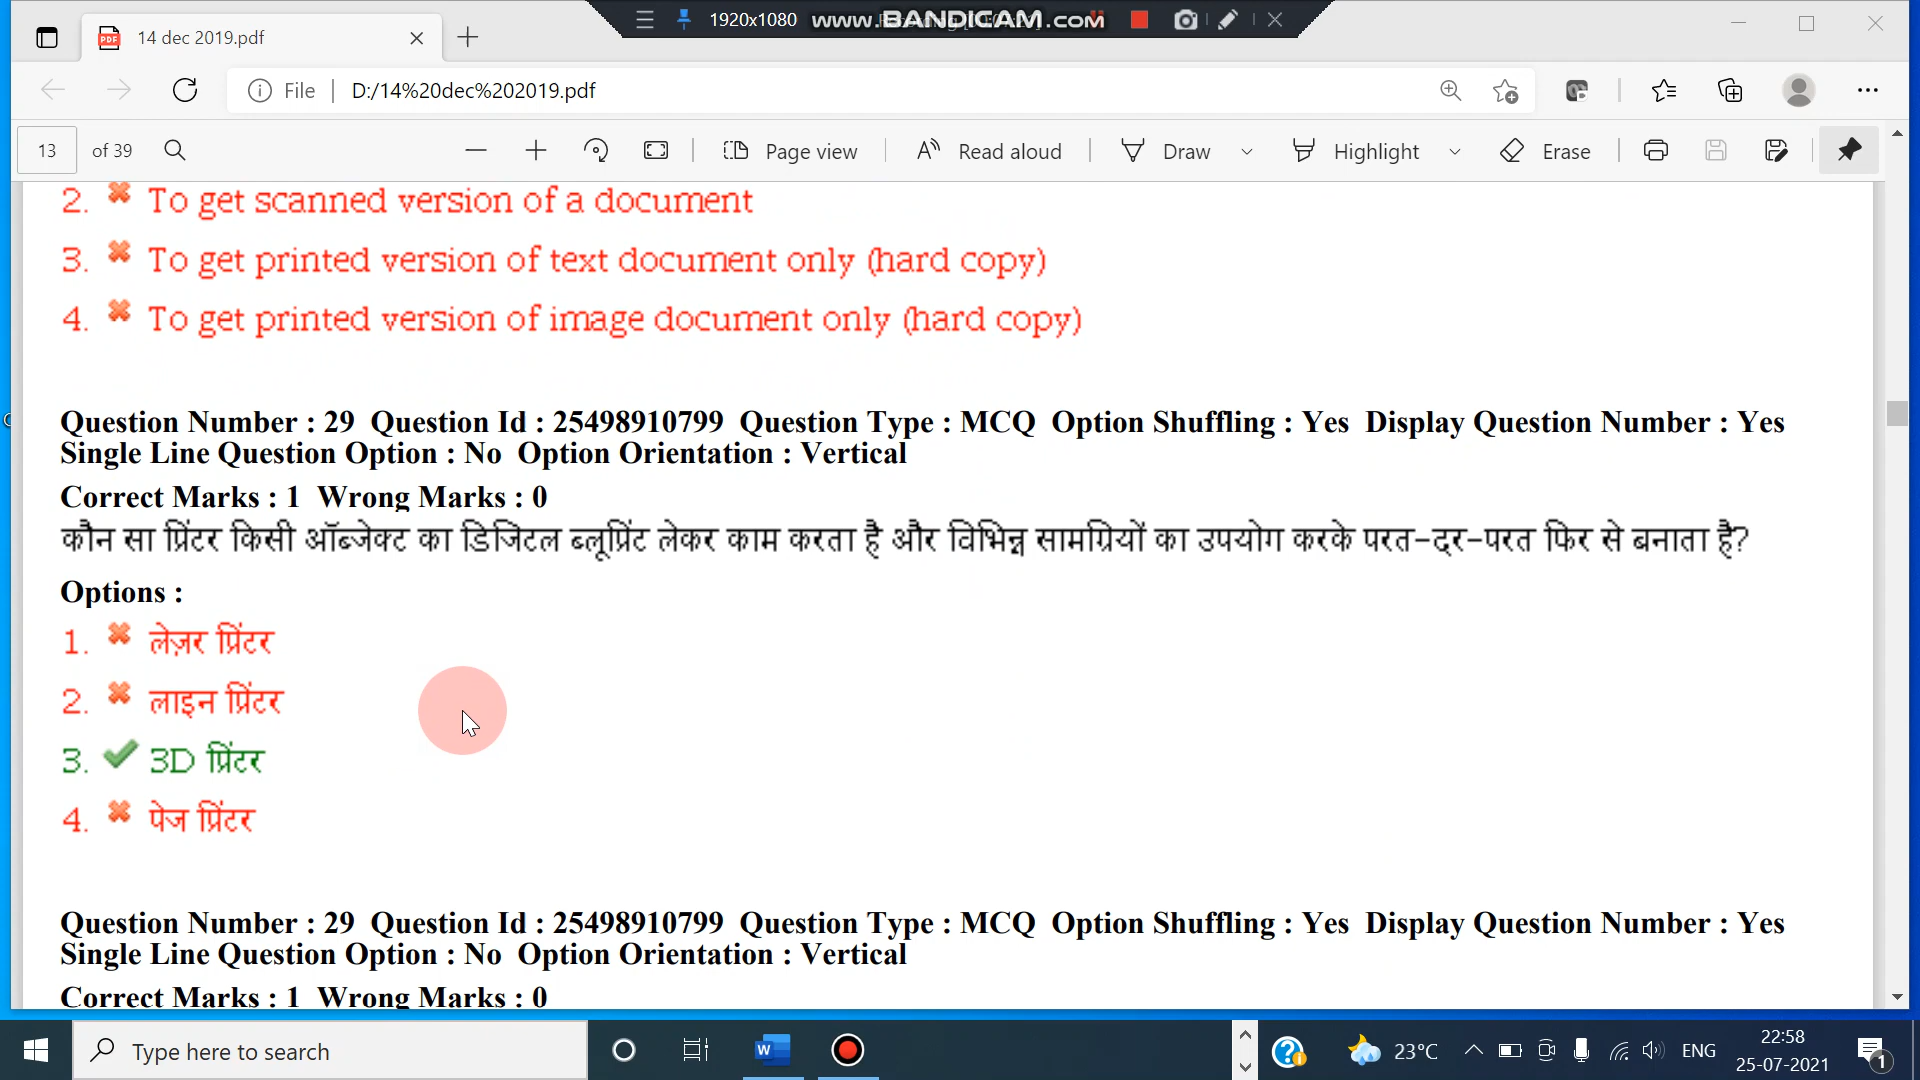 1920x1080 www.BANDICAM.com
14 dec 2019.pdf
File D:/14%20dec%202019.pdf
13 of 39 Page view Read aloud Draw Highlight Erase
2. To get scanned version of a document
3. To get printed version of text document only (hard copy)
4. To get printed version of image document only (hard copy)
Question Number : 29 Question Id : 25498910799 Question Type : MCQ Option Shuffling : Yes Display Question Number : Yes
Single Line Question Option : No Option Orientation : Vertical
Correct Marks : 1 Wrong Marks : 0
कौन सा प्रिंटर किसी ऑब्जेक्ट का डिजिटल ब्लूप्रिंट लेकर काम करता है और विभिन्न सामग्रियों का उपयोग करके परत-दर-परत फिर से बनाता है?
Options :
1. लेज़र प्रिंटर
2. लाइन प्रिंटर
3. 3D प्रिंटर
4. पेज प्रिंटर
Question Number : 29 Question Id : 25498910799 Question Type : MCQ Option Shuffling : Yes Display Question Number : Yes
Single Line Question Option : No Option Orientation : Vertical
Correct Marks : 1 Wrong Marks : 0
Type here to search
23°C
ENG
22:58
25-07-2021
1